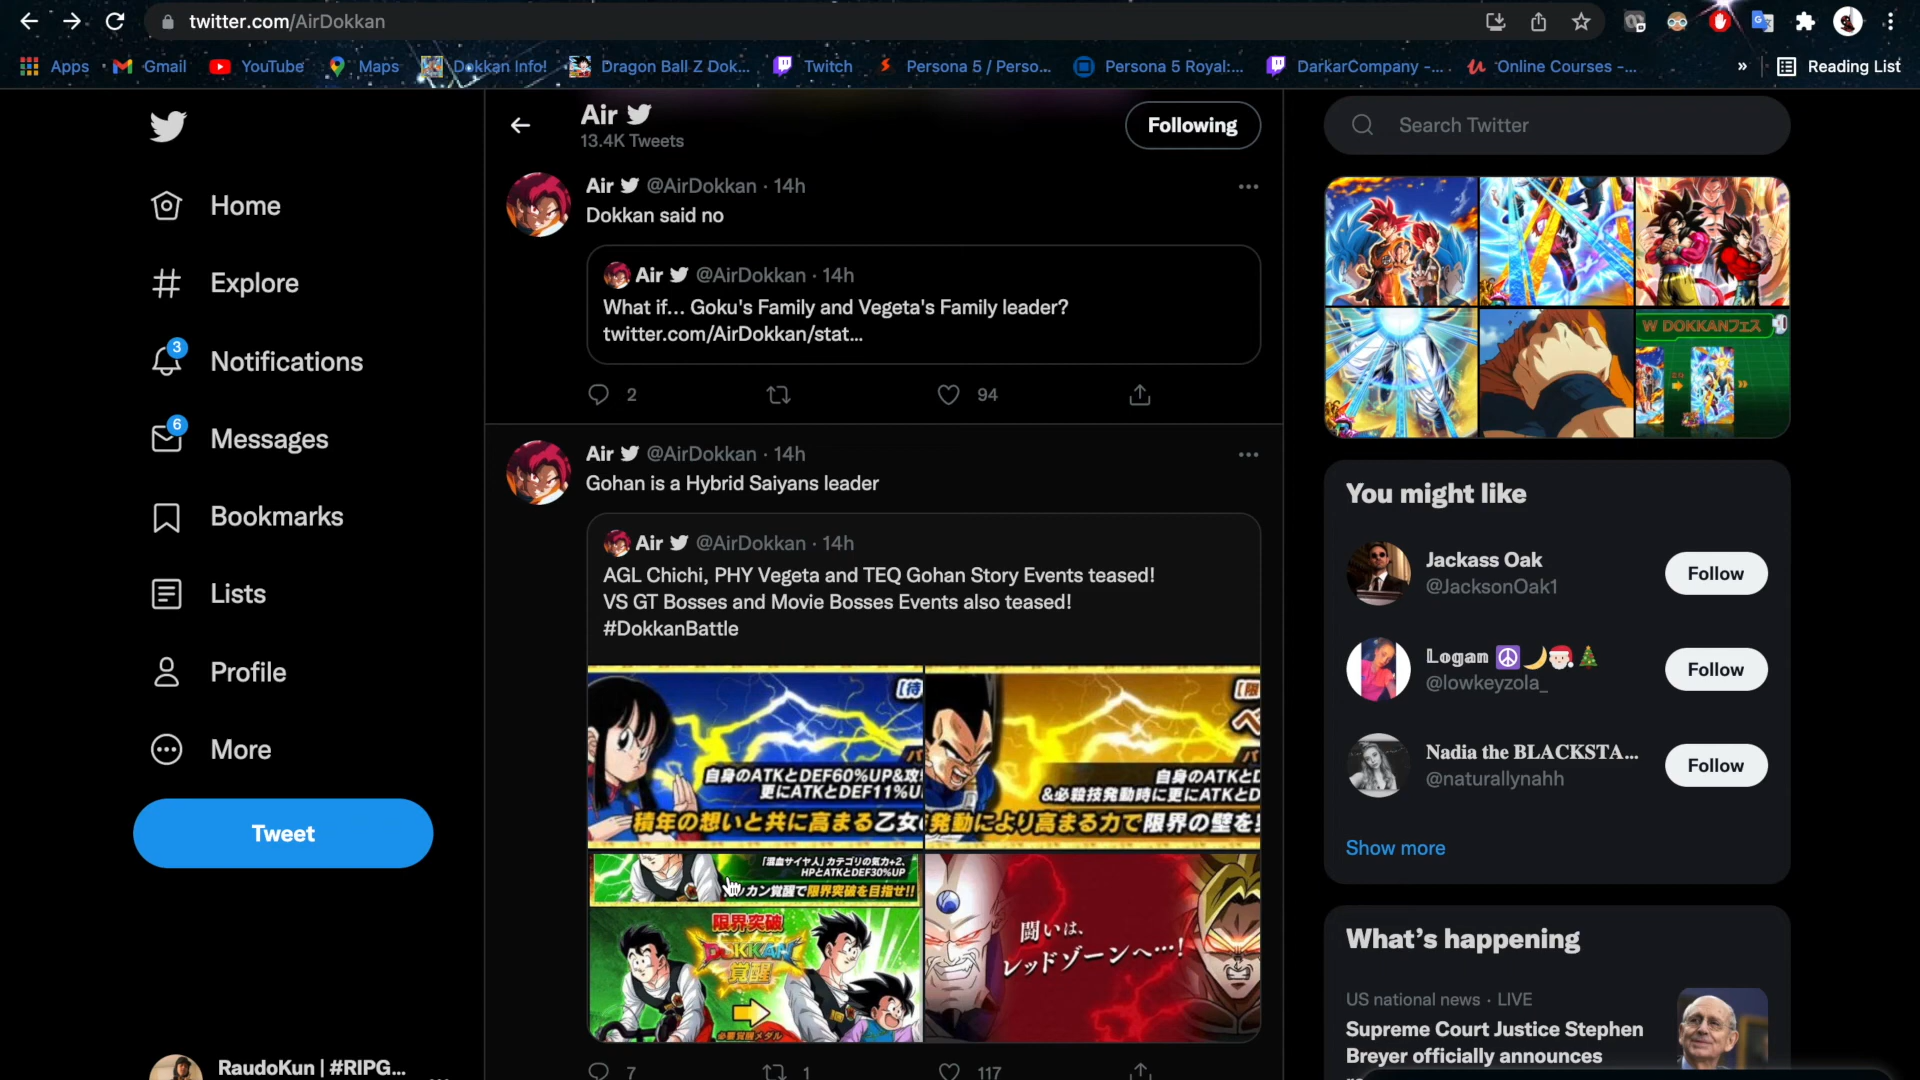 twitter.com/AirDokkan
Apps
Gmail
YouTube
Maps
Dokkan Info!
Dragon Ball Z Dok...
Twitch
Persona 5 / Perso...
Persona 5 Royal:...
DarkarCompany -...
Online Courses -...
»
Reading List
Home
Explore
3
Notifications
6
Messages
Bookmarks
Lists
Profile
More
Tweet
RaudoKun | #RIPG...
Air
13.4K Tweets
Following
Air @AirDokkan · 14h
Dokkan said no
Air @AirDokkan · 14h
What if... Goku's Family and Vegeta's Family leader?
twitter.com/AirDokkan/stat...
2
94
Air @AirDokkan · 14h
Gohan is a Hybrid Saiyans leader
Air @AirDokkan · 14h
AGL Chichi, PHY Vegeta and TEQ Gohan Story Events teased!
VS GT Bosses and Movie Bosses Events also teased!
#DokkanBattle
自身のATKとDEF60%UP&攻
更にATKとDEF11%U
積年の想いと共に高まる乙女
自身のATKとD
&必殺技発動時に更にATKとD
発動により高まる力で限界の壁を
「混血サイヤ人」カテゴリの気力+2、
HPとATKとDEF30%UP
ッカン覚醒で限界突破を目指せ!!
限界突破
DOKKAN
覚醒
必要覚醒メダル
闘いは、
レッドゾーンへ…!
7
1
117
Search Twitter
W DOKKANフェス
You might like
Jackass Oak
@JacksonOak1
Follow
Logan
@lowkeyzola_
Follow
Nadia the BLACKSTA...
@naturallynahh
Follow
Show more
What's happening
US national news · LIVE
Supreme Court Justice Stephen
Breyer officially announces